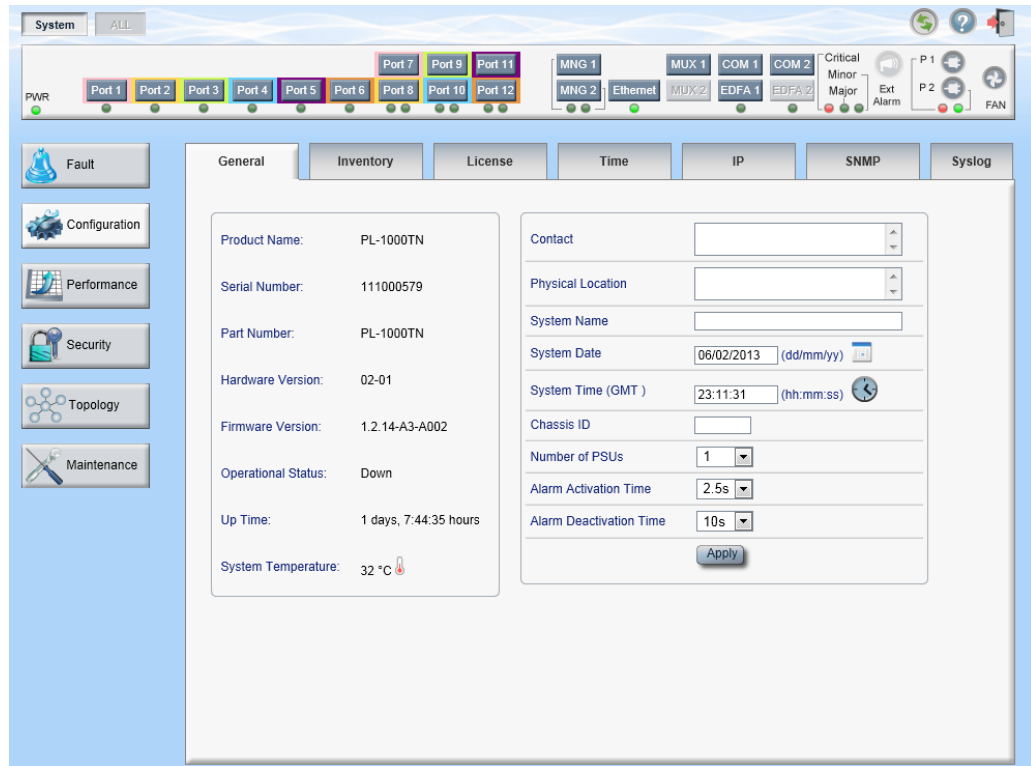 System ALL
Port 7 Port 9 Port 11 MNG 1 MUX 1 COM 1 COM 2 Critical P 1
Minor
PWR Port 1 Port 2 Port 3 Port 4 Port 5 Port 6 Port 8 Port 10 Port 12 MNG 2 Ethernet MUX 2 EDFA 1 EDFA 2 Major Ext P 2
Alarm FAN
Fault
Configuration
Performance
Security
Topology
Maintenance
General Inventory License Time IP SNMP Syslog
Product Name: PL-1000TN
Serial Number: 111000579
Part Number: PL-1000TN
Hardware Version: 02-01
Firmware Version: 1.2.14-A3-A002
Operational Status: Down
Up Time: 1 days, 7:44:35 hours
System Temperature: 32 °C
Contact
Physical Location
System Name
System Date 06/02/2013 (dd/mm/yy)
System Time (GMT ) 23:11:31 (hh:mm:ss)
Chassis ID
Number of PSUs 1
Alarm Activation Time 2.5s
Alarm Deactivation Time 10s
Apply